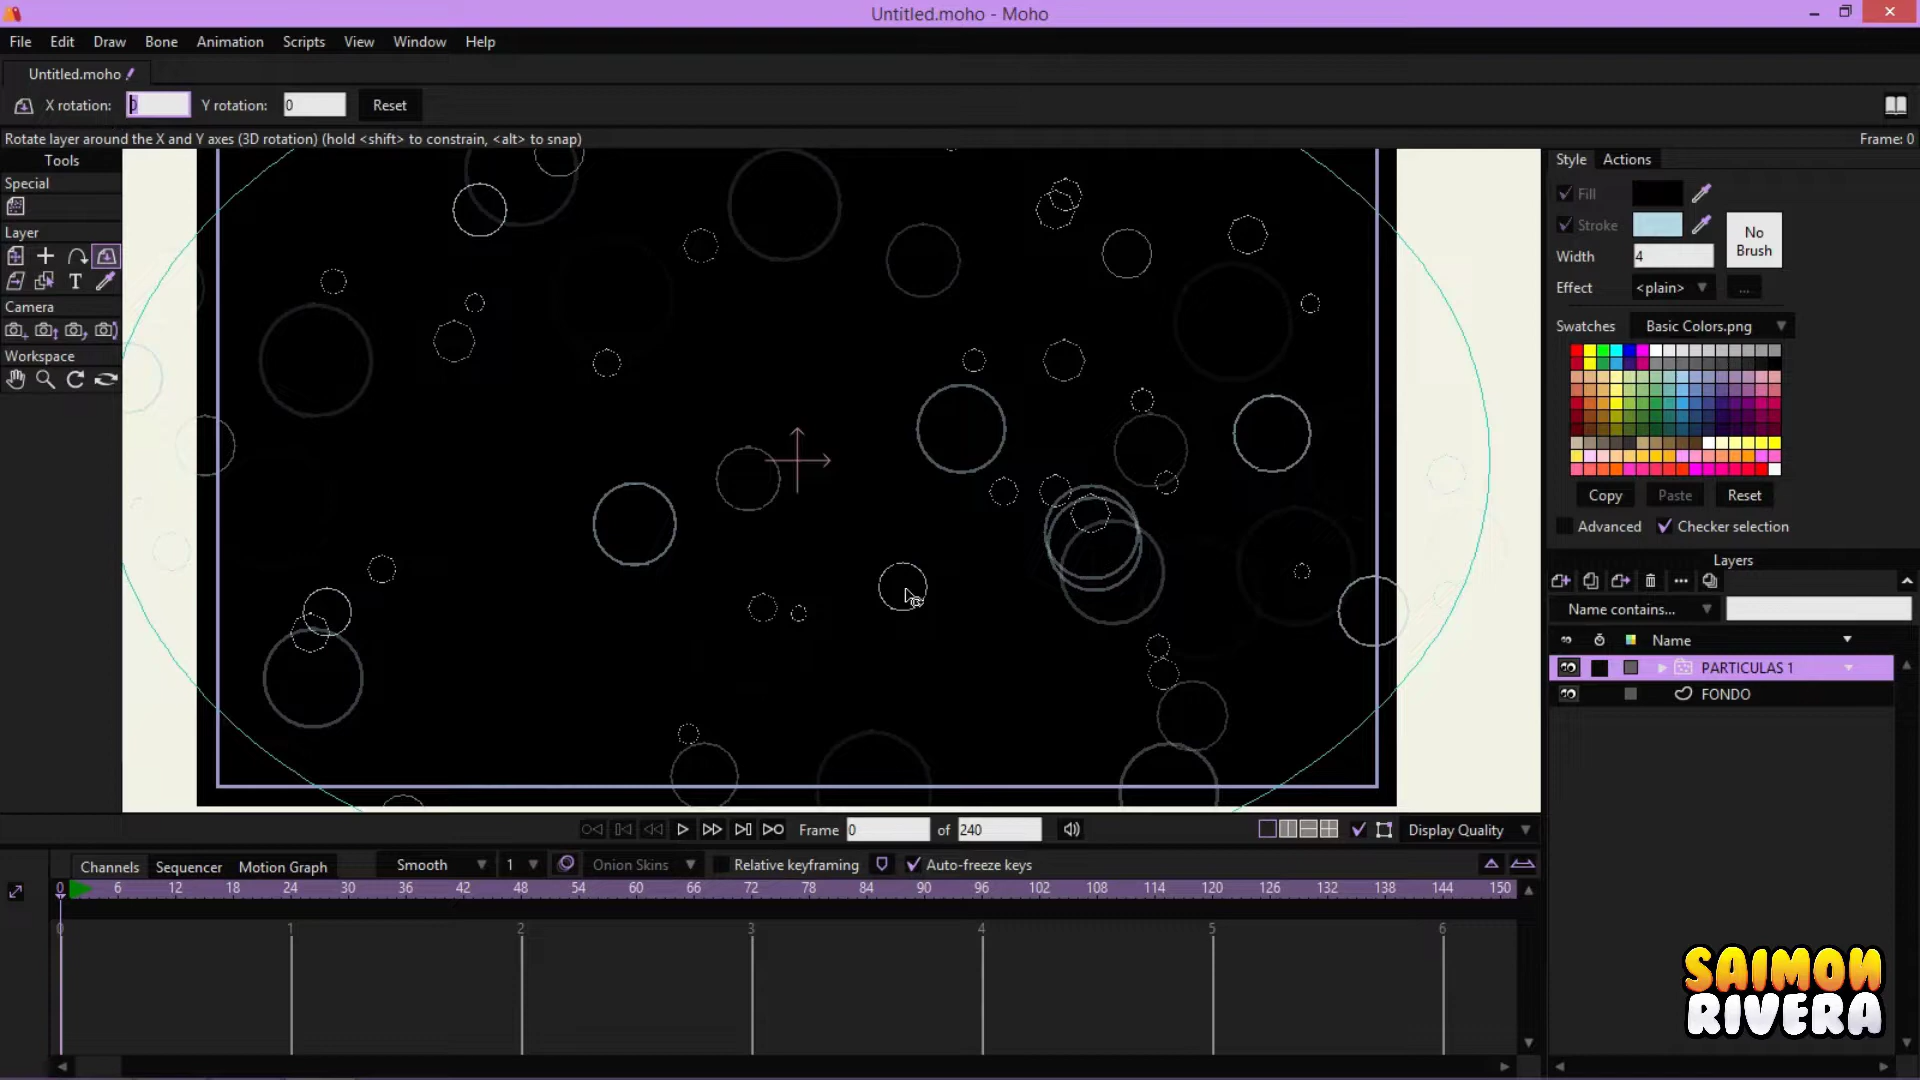 Untitled.moho - Moho
File Edit Draw Bone Animation Scripts View Window Help
Untitled.moho
X rotation: 0 Y rotation: 0 Reset
Rotate layer around the X and Y axes (3D rotation) (hold <shift> to constrain, <alt> to snap)
Frame: 0
Tools
Special
Layer
T
Camera
Workspace
Style Actions
Fill
Stroke
No Brush
Width 4
Effect <plain> ...
Swatches Basic Colors.png
Copy Paste Reset
Advanced Checker selection
Layers
Name contains...
Name
PARTICULAS 1
FONDO
Frame 0 of 240 Display Quality
Channels Sequencer Motion Graph Smooth 1 Onion Skins Relative keyframing Auto-freeze keys
0 6 12 18 24 30 36 42 48 54 60 66 72 78 84 90 96 102 108 114 120 126 132 138 144 150
0 1 2 3 4 5 6
SAIMON
RIVERA